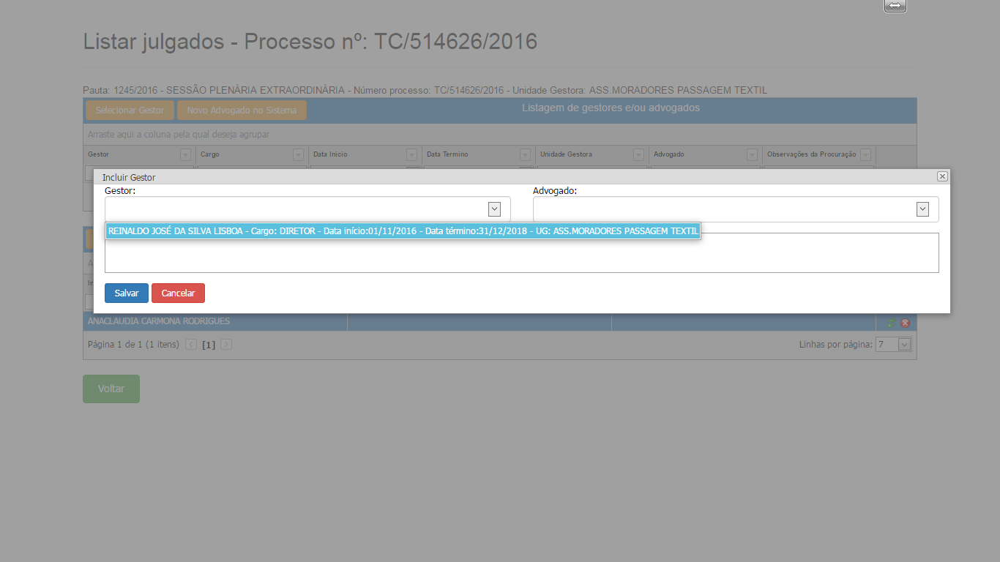 Listar julgados - Processo nº: TC/514626/2016
Pauta: 1245/2016 - SESSÃO PLENÁRIA EXTRAORDINÁRIA - Número processo: TC/514626/2016 - Unidade Gestora: ASS.MORADORES PASSAGEM TEXTIL
Selecionar Gestor Novo Advogado no Sistema Listagem de gestores e/ou advogados
Arraste aqui a coluna pela qual deseja agrupar
Gestor Cargo Data Inicio Data Termino Unidade Gestora Advogado Observações da Procuração
Incluir Gestor
Gestor: Advogado:
REINALDO JOSÉ DA SILVA LISBOA - Cargo: DIRETOR - Data início:01/11/2016 - Data término:31/12/2018 - UG: ASS.MORADORES PASSAGEM TEXTIL
Salvar Cancelar
ANACLAUDIA CARMONA RODRIGUES
Página 1 de 1 (1 itens) [1] Linhas por página: 7
Voltar